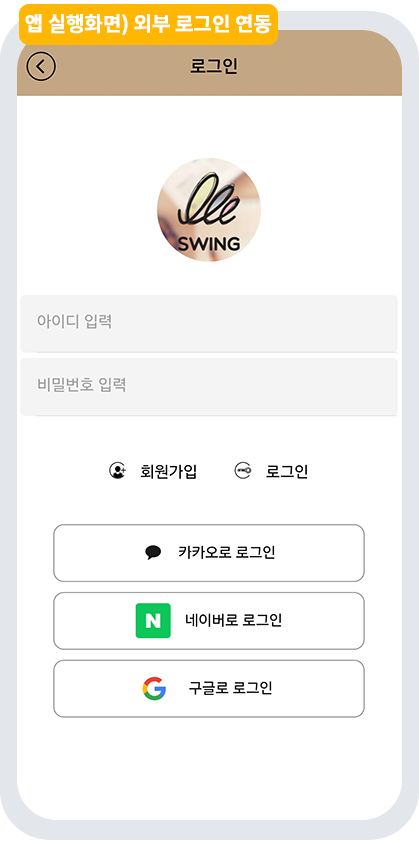 앱 실행화면) 외부 로그인 연동
로그인
SWING
아이디 입력
비밀번호 입력
회원가입 로그인
카카오로 로그인
N 네이버로 로그인
G 구글로 로그인